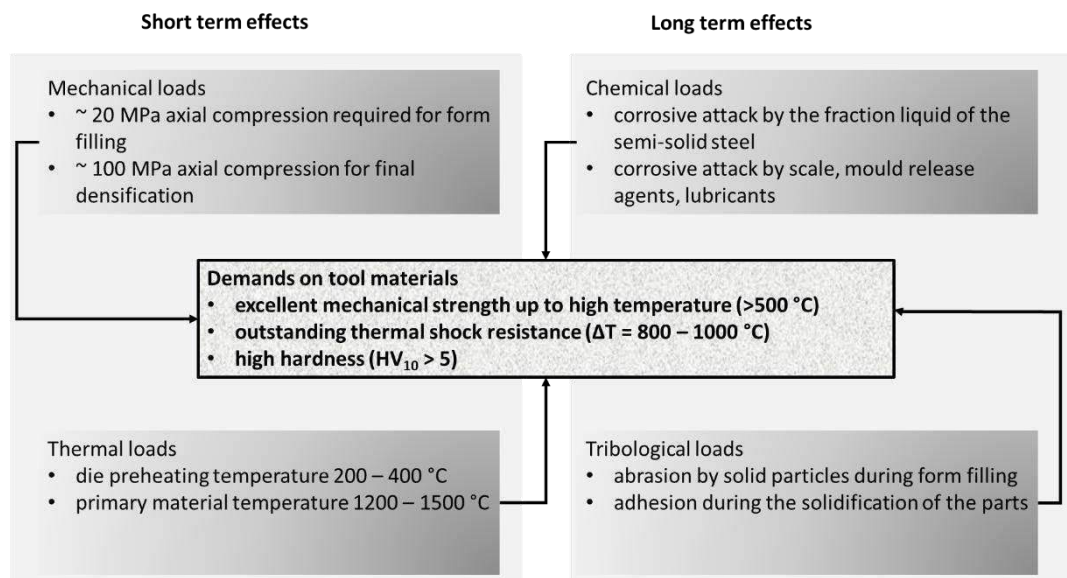 Short term effects
Long term effects
Mechanical loads
• ~ 20 MPa axial compression required for form
filling
• ~ 100 MPa axial compression for final
densification
Chemical loads
• corrosive attack by the fraction liquid of the
semi-solid steel
• corrosive attack by scale, mould release
agents, lubricants
Demands on tool materials
• excellent mechanical strength up to high temperature (>500 °C)
• outstanding thermal shock resistance (ΔT = 800 – 1000 °C)
• high hardness (HV₁₀ > 5)
Thermal loads
• die preheating temperature 200 – 400 °C
• primary material temperature 1200 – 1500 °C
Tribological loads
• abrasion by solid particles during form filling
• adhesion during the solidification of the parts